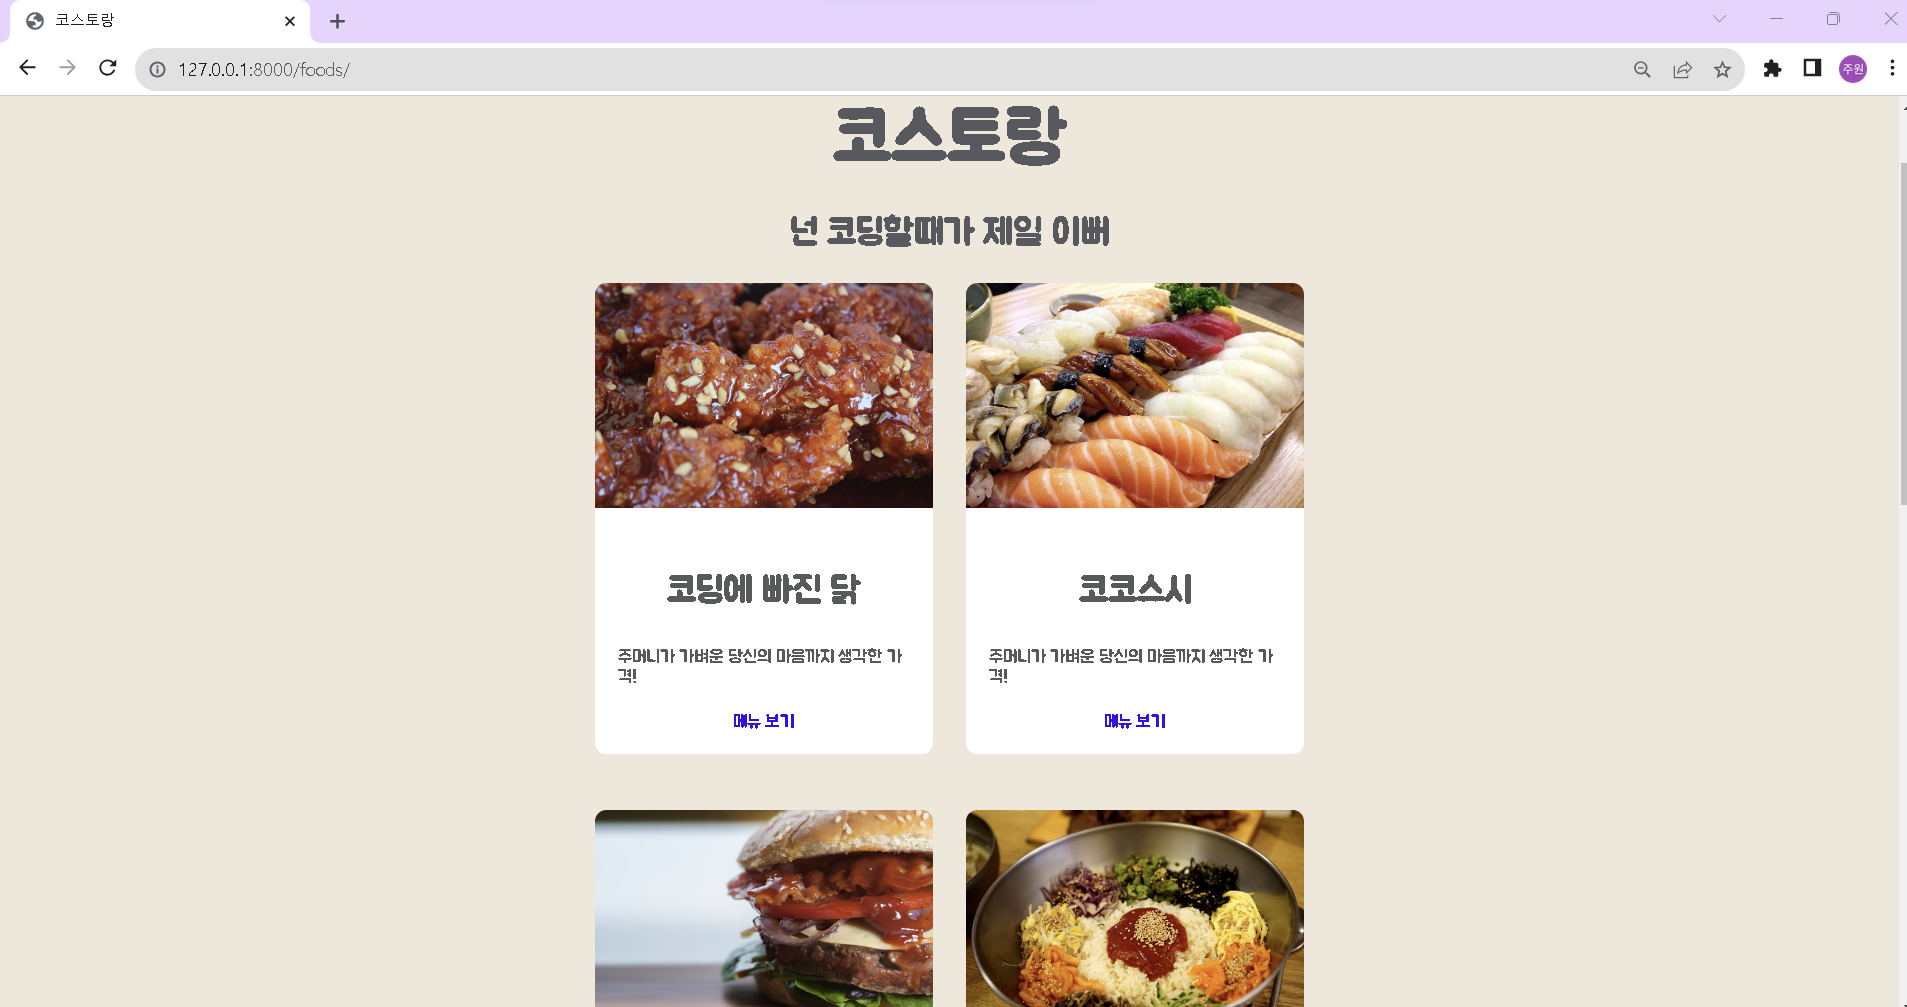 코스토랑
127.0.0.1:8000/foods/
주원
코스토랑
넌 코딩할때가 제일 이뻐
코딩에 빠진 닭
주머니가 가벼운 당신의 마음까지 생각한 가
격!
메뉴 보기
코코스시
주머니가 가벼운 당신의 마음까지 생각한 가
격!
메뉴 보기